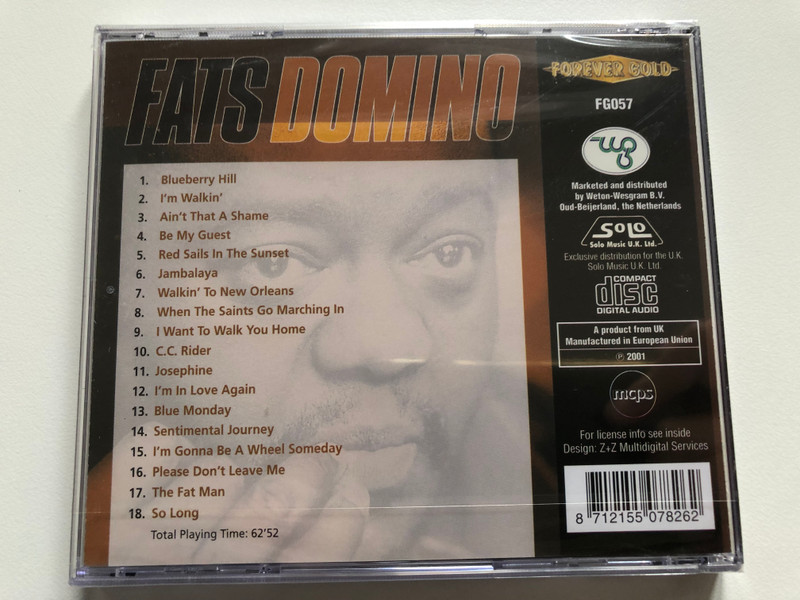 FATS DOMINO
1. Blueberry Hill
2. I'm Walkin'
3. Ain't That A Shame
4. Be My Guest
5. Red Sails In The Sunset
6. Jambalaya
7. Walkin' To New Orleans
8. When The Saints Go Marching In
9. I Want To Walk You Home
10. C.C. Rider
11. Josephine
12. I'm In Love Again
13. Blue Monday
14. Sentimental Journey
15. I'm Gonna Be A Wheel Someday
16. Please Don't Leave Me
17. The Fat Man
18. So Long
Total Playing Time: 62'52
FOREVER GOLD
FG057
WG
Marketed and distributed
by Weton-Wesgram B.V.
Oud-Beijerland, the Netherlands
SOLO
Solo Music U.K. Ltd.
Exclusive distribution for the U.K.
Solo Music U.K. Ltd.
COMPACT
disc
DIGITAL AUDIO
A product from UK
Manufactured in European Union
℗ 2001
mcps
For license info see inside
Design: Z+Z Multidigital Services
8 712155 078262